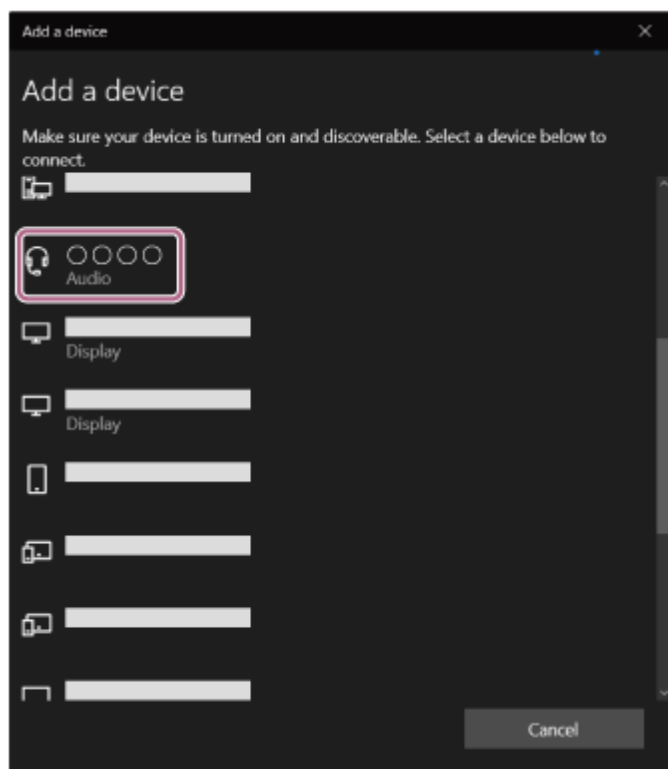 Add a device
Add a device
Make sure your device is turned on and discoverable. Select a device below to
connect.
○○○○
Audio
Display
Display
Cancel